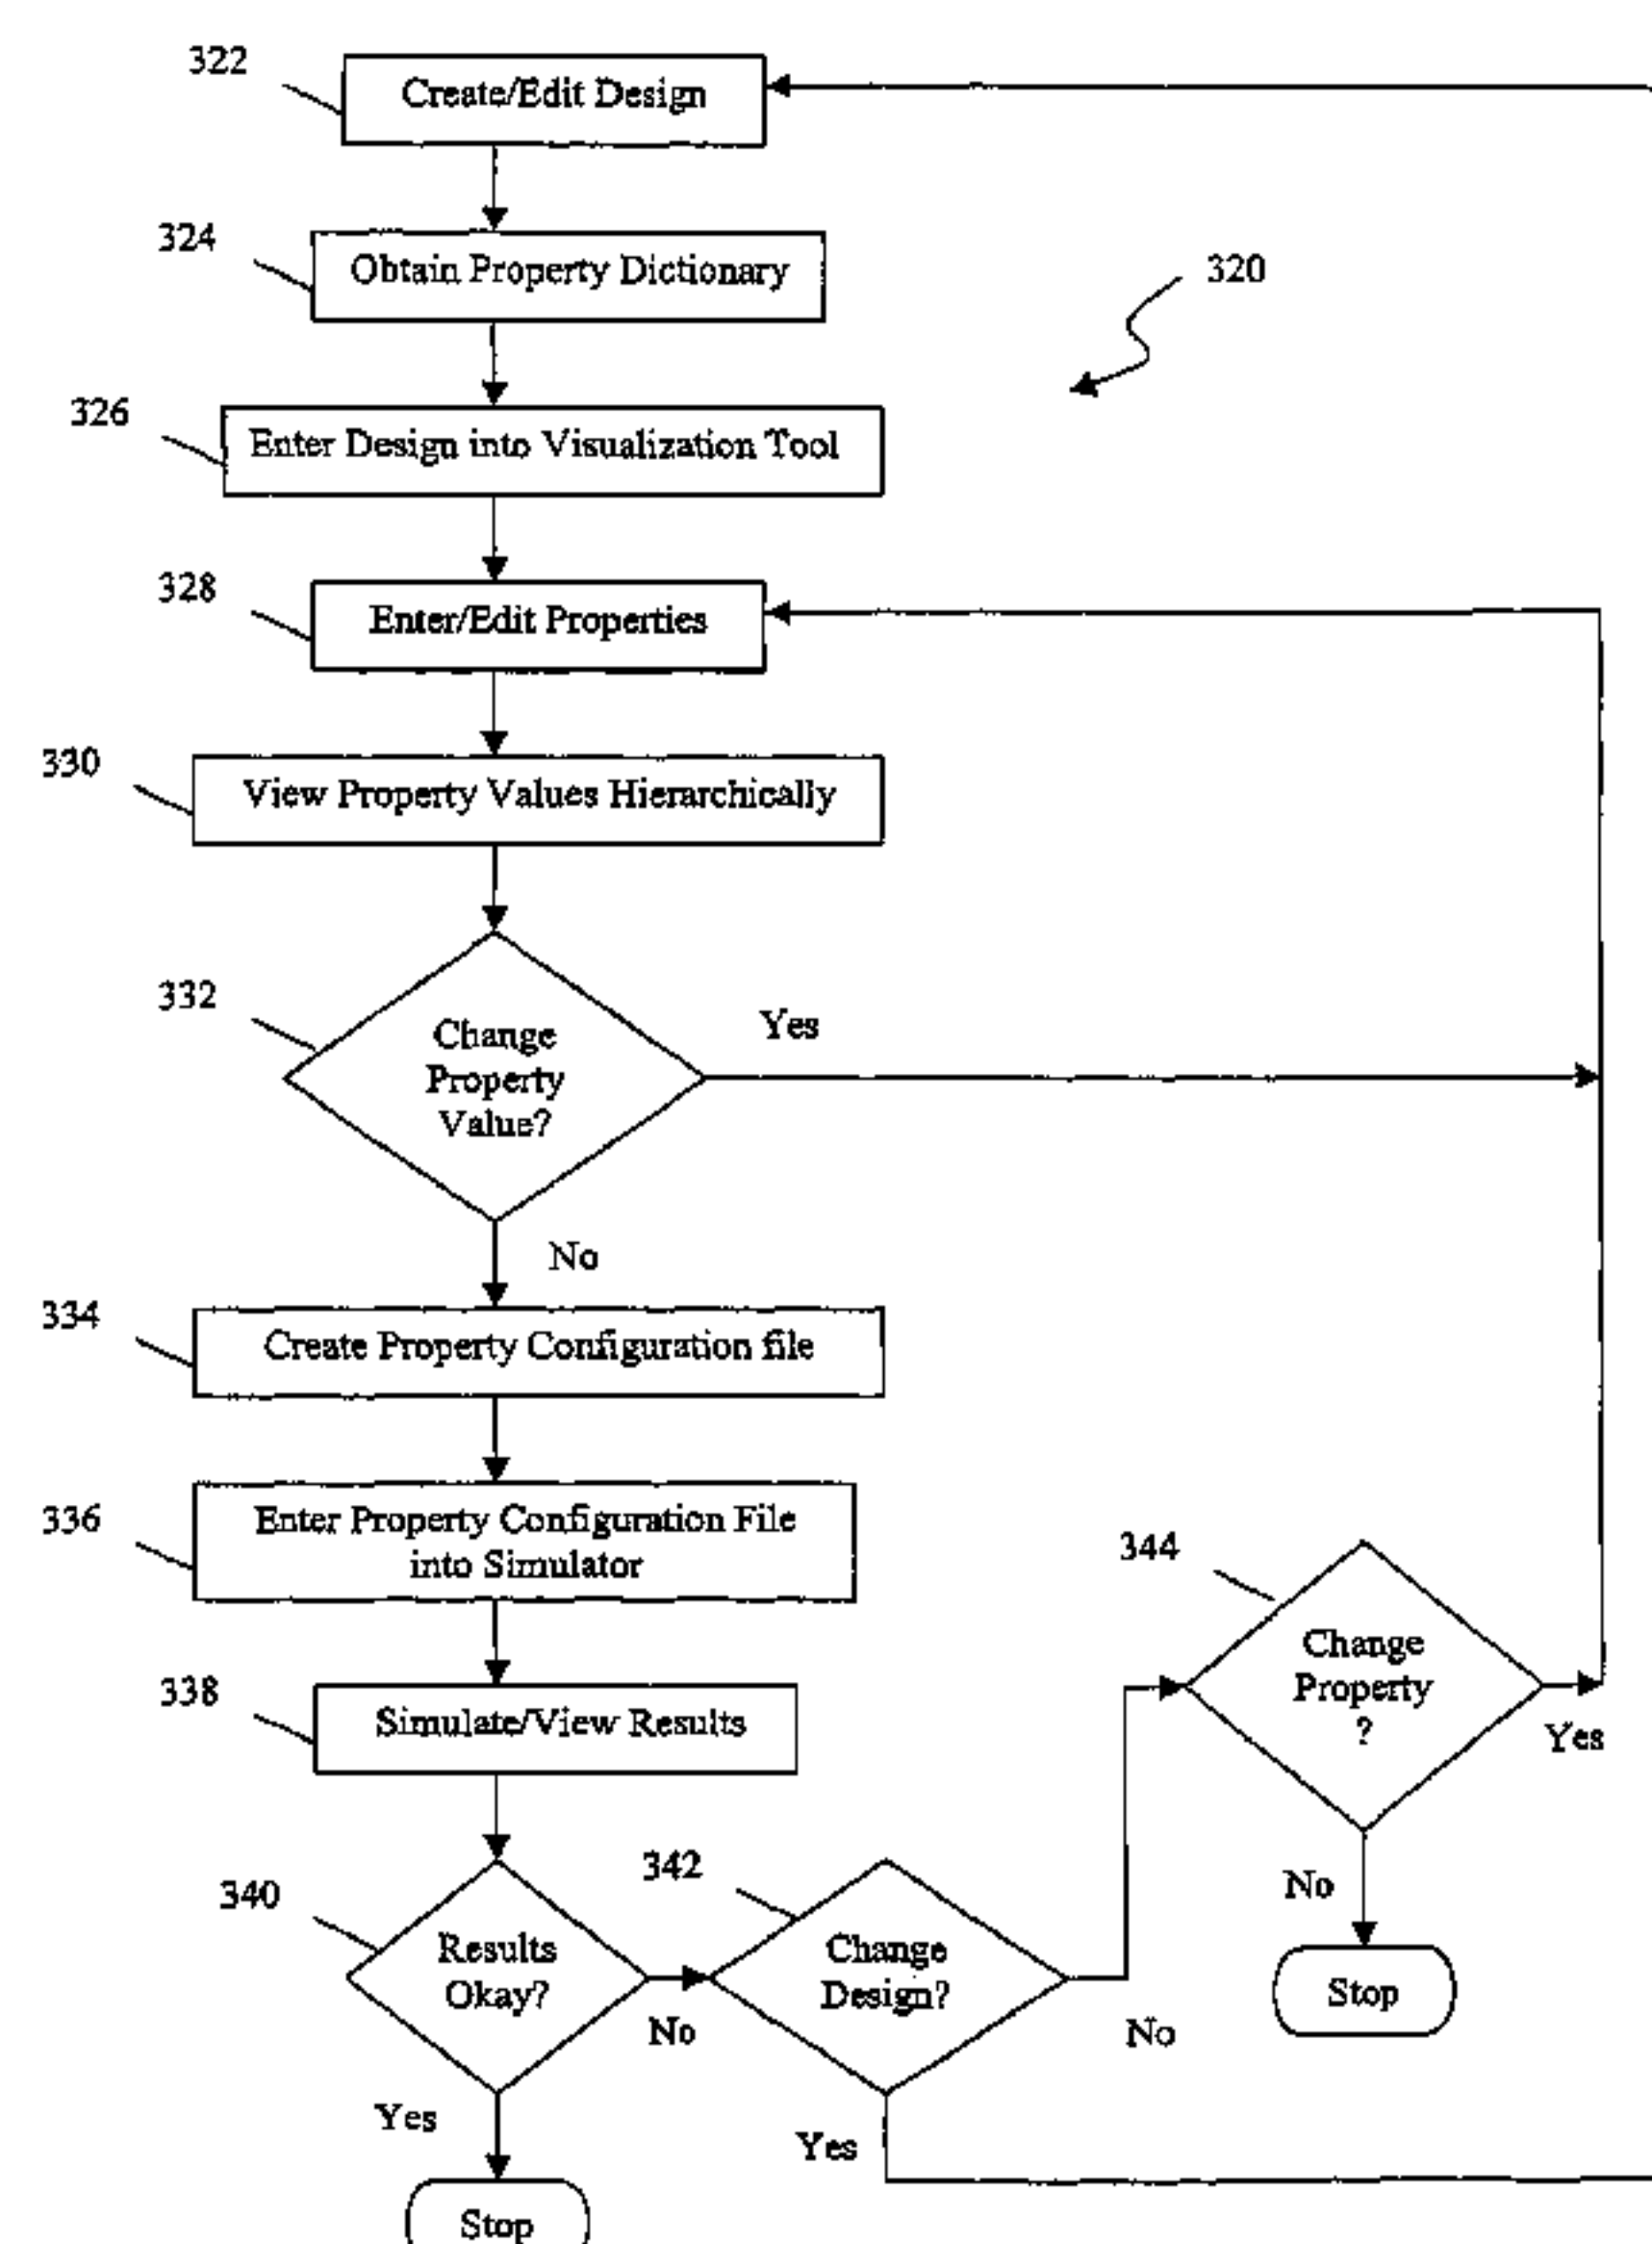 322
Create/Edit Design
324
Obtain Property Dictionary
320
326
Enter Design into Visualization Tool
328
Enter/Edit Properties
330
View Property Values Hierarchically
332
Change
Property
Value?
Yes
No
334
Create Property Configuration file
336
Enter Property Configuration File
into Simulator
344
Change
Property
?
Yes
338
Simulate/View Results
342
340
No
Results
Okay?
Change
Design?
Stop
No
No
Yes
Yes
Stop